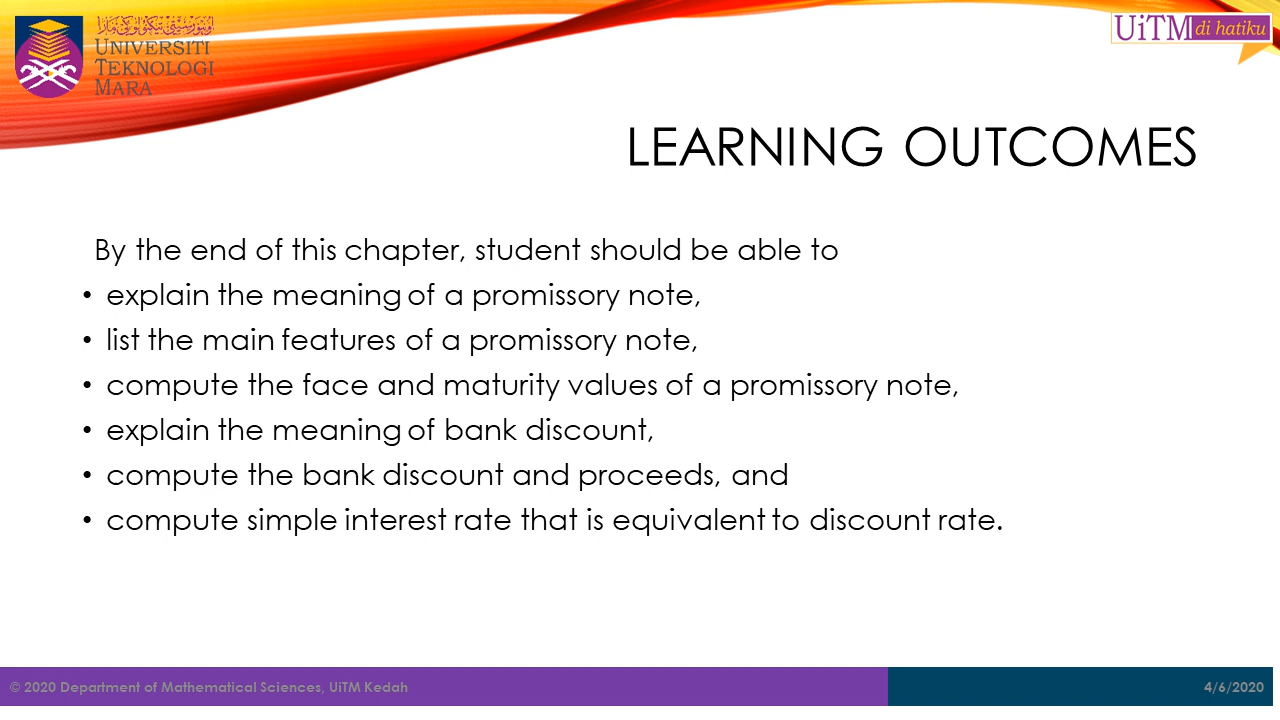 اونيۏرسيتي تيكنولوڬي مارا
UNIVERSITI
TEKNOLOGI
MARA
UiTM di hatiku
LEARNING OUTCOMES
By the end of this chapter, student should be able to
• explain the meaning of a promissory note,
• list the main features of a promissory note,
• compute the face and maturity values of a promissory note,
• explain the meaning of bank discount,
• compute the bank discount and proceeds, and
• compute simple interest rate that is equivalent to discount rate.
© 2020 Department of Mathematical Sciences, UiTM Kedah
4/6/2020